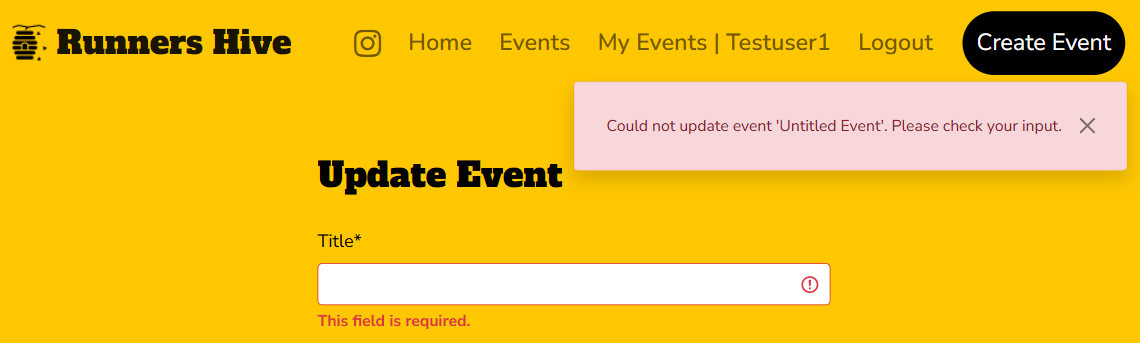 Runners Hive Home Events My Events | Testuser1 Logout Create Event
Could not update event 'Untitled Event'. Please check your input.
Update Event
Title*
This field is required.